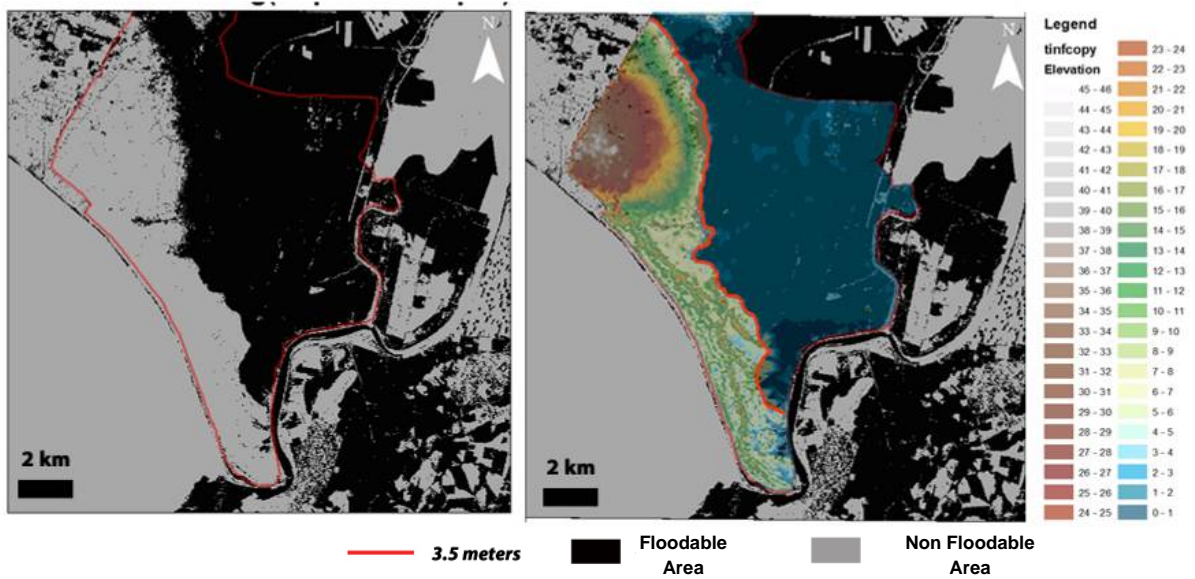 N
2 km
N
2 km
Legend
tinfcopy
Elevation
45 - 46
44 - 45
43 - 44
42 - 43
41 - 42
40 - 41
39 - 40
38 - 39
37 - 38
36 - 37
35 - 36
34 - 35
33 - 34
32 - 33
31 - 32
30 - 31
29 - 30
28 - 29
27 - 28
26 - 27
25 - 26
24 - 25
23 - 24
22 - 23
21 - 22
20 - 21
19 - 20
18 - 19
17 - 18
16 - 17
15 - 16
14 - 15
13 - 14
12 - 13
11 - 12
10 - 11
9 - 10
8 - 9
7 - 8
6 - 7
5 - 6
4 - 5
3 - 4
2 - 3
1 - 2
0 - 1
3.5 meters
Floodable
Area
Non Floodable
Area